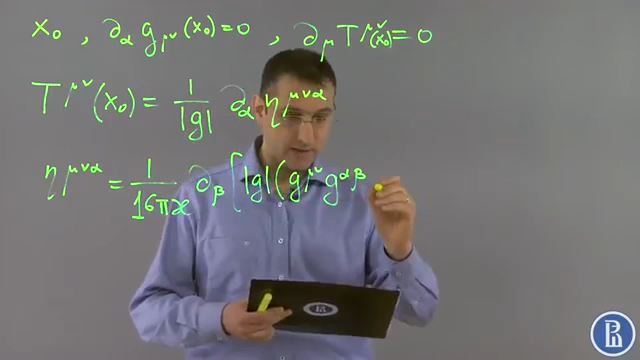 x₀ , ∂_α g_μν (x₀) = 0 , ∂_μ T^μν (x₀) = 0
T^μν (x₀) = 1/|g| ∂_α η^μνα
η^μνα = 1/16πϰ ∂_β [|g| (g^μν g^αβ